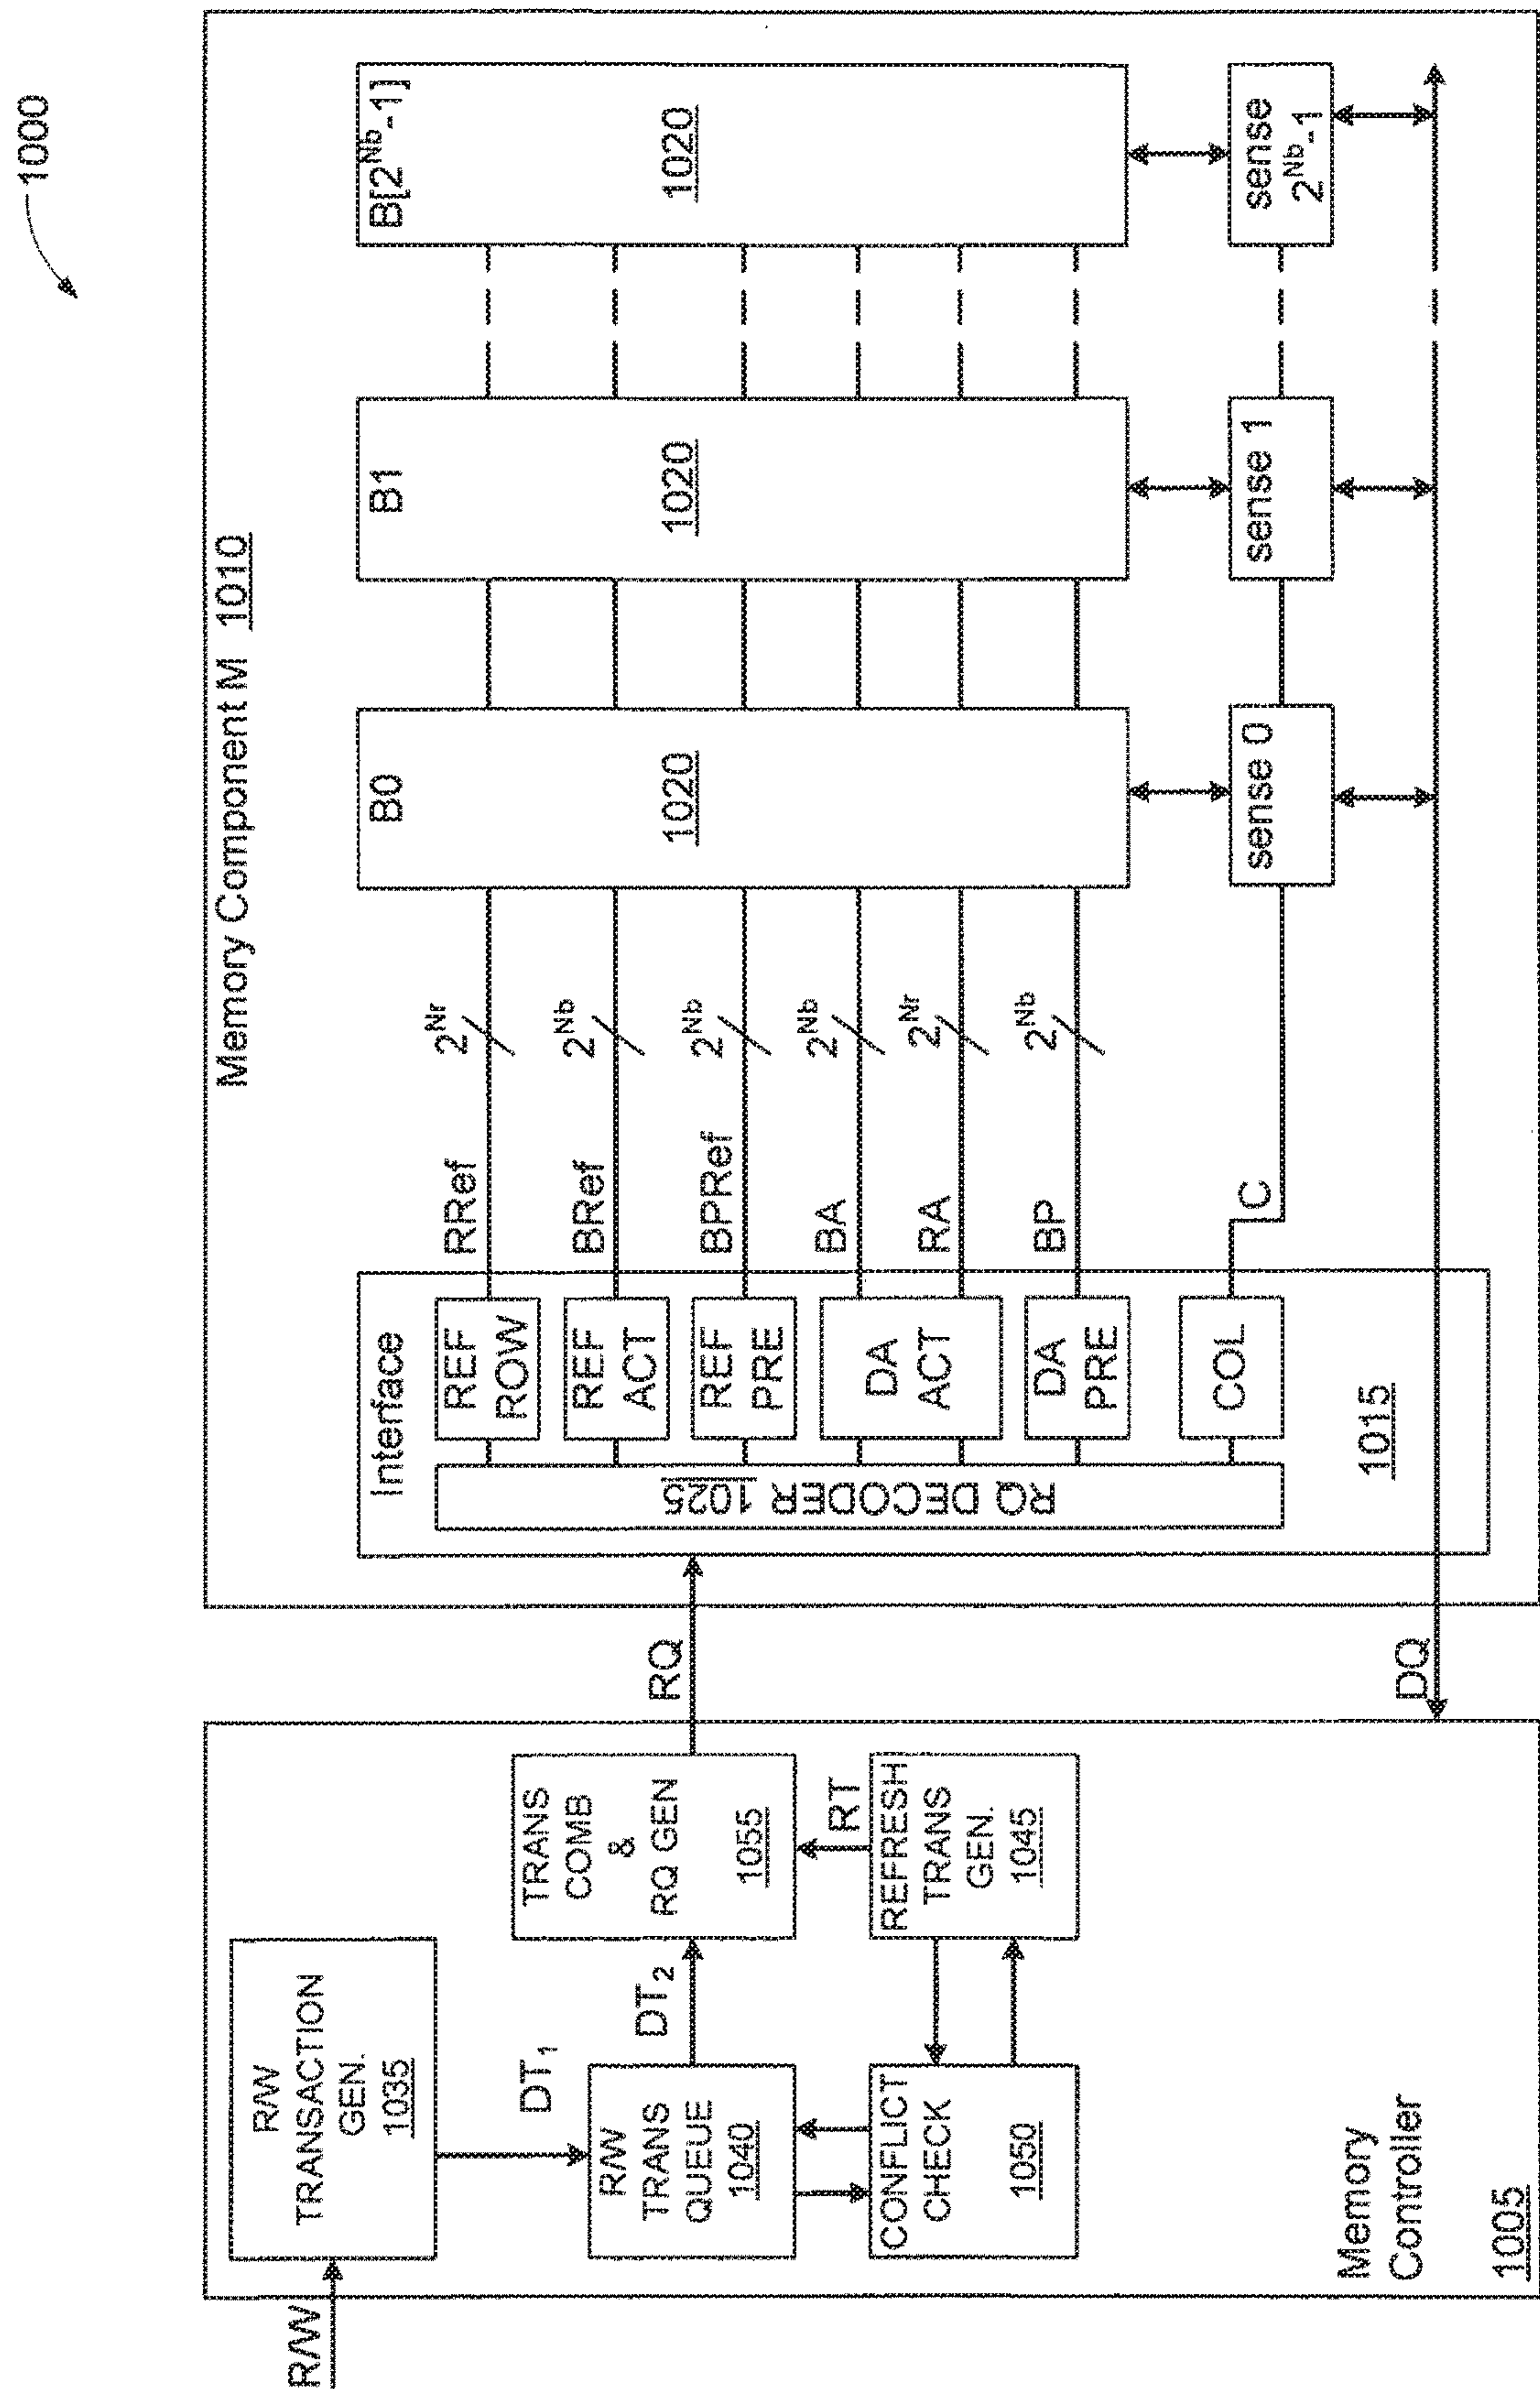 1000
Memory Component M 1010
Interface
RQ DECODER 1025
REF
ROW
REF
ACT
REF
PRE
DA
ACT
DA
PRE
COL
1015
RRef
BRef
BPRef
BA
RA
BP
C
2^Nr
2^Nb
2^Nb
2^Nb
2^Nr
2^Nb
B0
1020
B1
1020
B[2^Nb-1]
1020
sense 0
sense 1
sense
2^Nb-1
R/W
R/W
TRANSACTION
GEN.
1035
DT₁
R/W
TRANS
QUEUE
1040
DT₂
TRANS
COMB
&
RQ GEN
1055
CONFLICT
CHECK
1050
REFRESH
TRANS
GEN.
1045
RT
RQ
DQ
Memory
Controller
1005